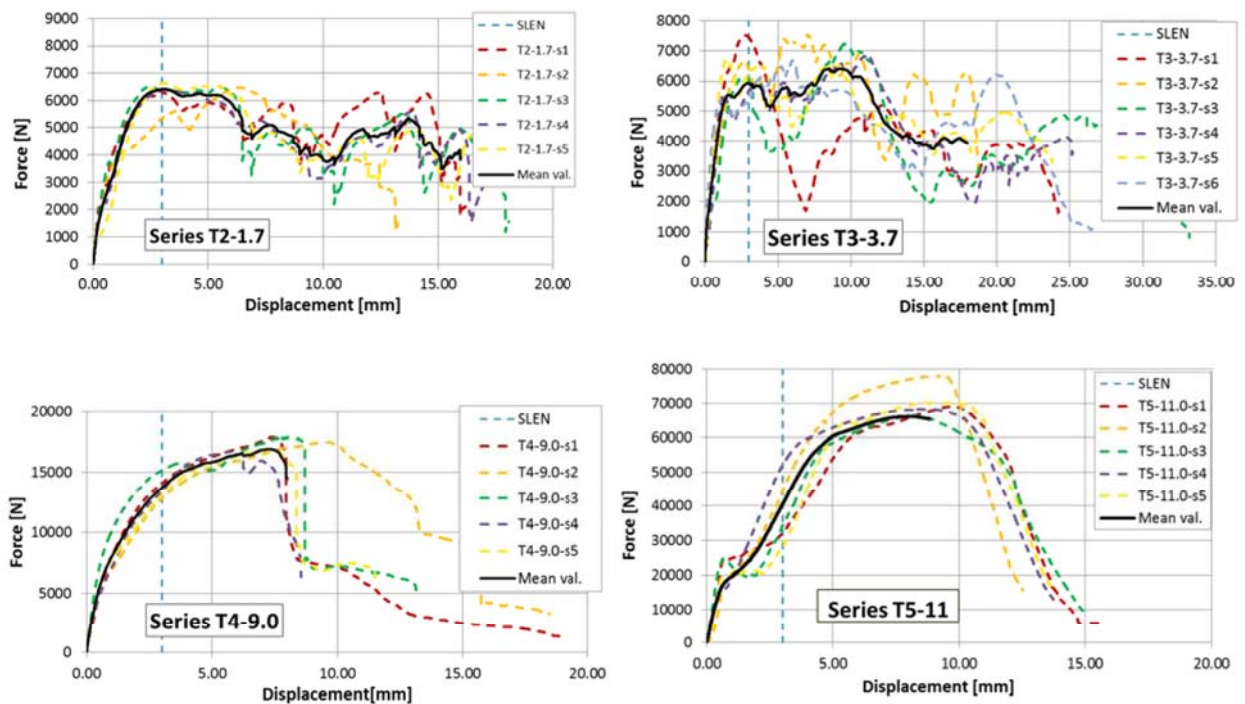 8000
7000
6000
5000
4000
3000
2000
1000
0
Force [N]
0.00 5.00 10.00 15.00 20.00
Displacement [mm]
Series T2-1.7
SLEN
T2-1.7-s1
T2-1.7-s2
T2-1.7-s3
T2-1.7-s4
T2-1.7-s5
Mean val.
8000
7000
6000
5000
4000
3000
2000
1000
0
Force [N]
0.00 5.00 10.00 15.00 20.00 25.00 30.00 35.00
Displacement [mm]
Series T3-3.7
SLEN
T3-3.7-s1
T3-3.7-s2
T3-3.7-s3
T3-3.7-s4
T3-3.7-s5
T3-3.7-s6
Mean val.
20000
15000
10000
5000
0
Force [N]
0.00 5.00 10.00 15.00 20.00
Displacement[mm]
Series T4-9.0
SLEN
T4-9.0-s1
T4-9.0-s2
T4-9.0-s3
T4-9.0-s4
T4-9.0-s5
Mean val.
80000
70000
60000
50000
40000
30000
20000
10000
0
Force [N]
0.00 5.00 10.00 15.00 20.00
Displacement [mm]
Series T5-11
SLEN
T5-11.0-s1
T5-11.0-s2
T5-11.0-s3
T5-11.0-s4
T5-11.0-s5
Mean val.